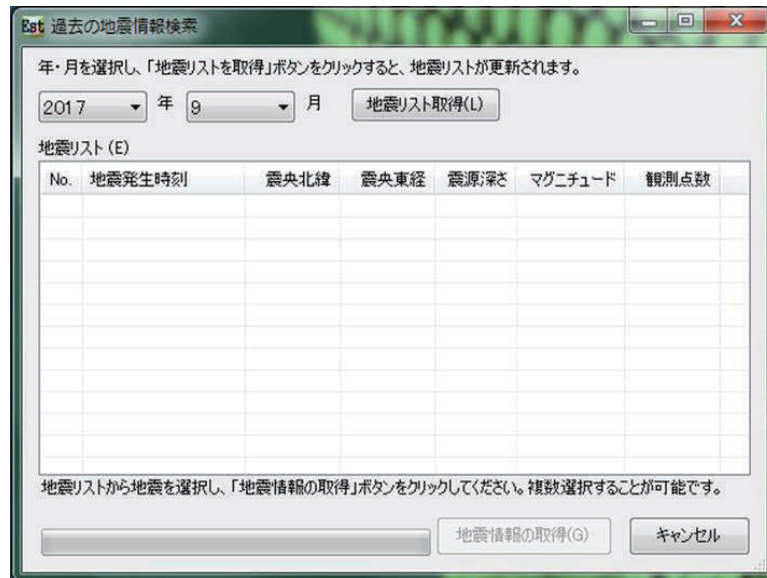 Est 過去の地震情報検索
年・月を選択し、「地震リストを取得」ボタンをクリックすると、地震リストが更新されます。
2017 年 9 月 地震リスト取得(L)
地震リスト(E)
No. 地震発生時刻 震央北緯 震央東経 震源深さ マグニチュード 観測点数
地震リストから地震を選択し、「地震情報の取得」ボタンをクリックしてください。複数選択することが可能です。
地震情報の取得(G) キャンセル